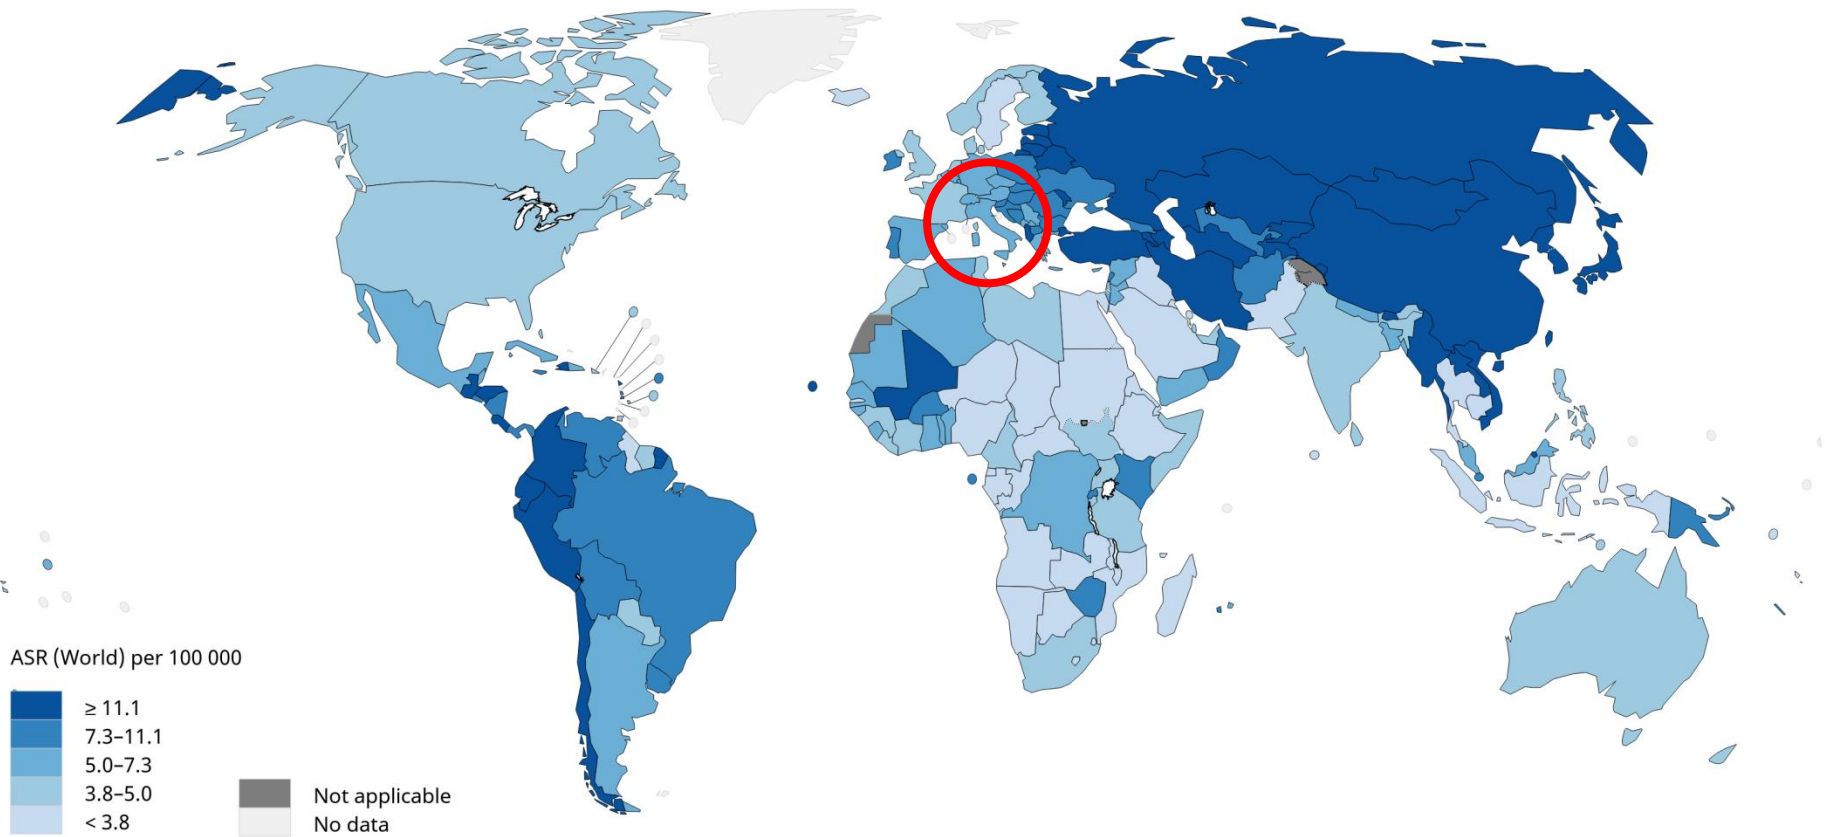 ASR (World) per 100 000
≥ 11.1
7.3–11.1
5.0–7.3
3.8–5.0
< 3.8
Not applicable
No data